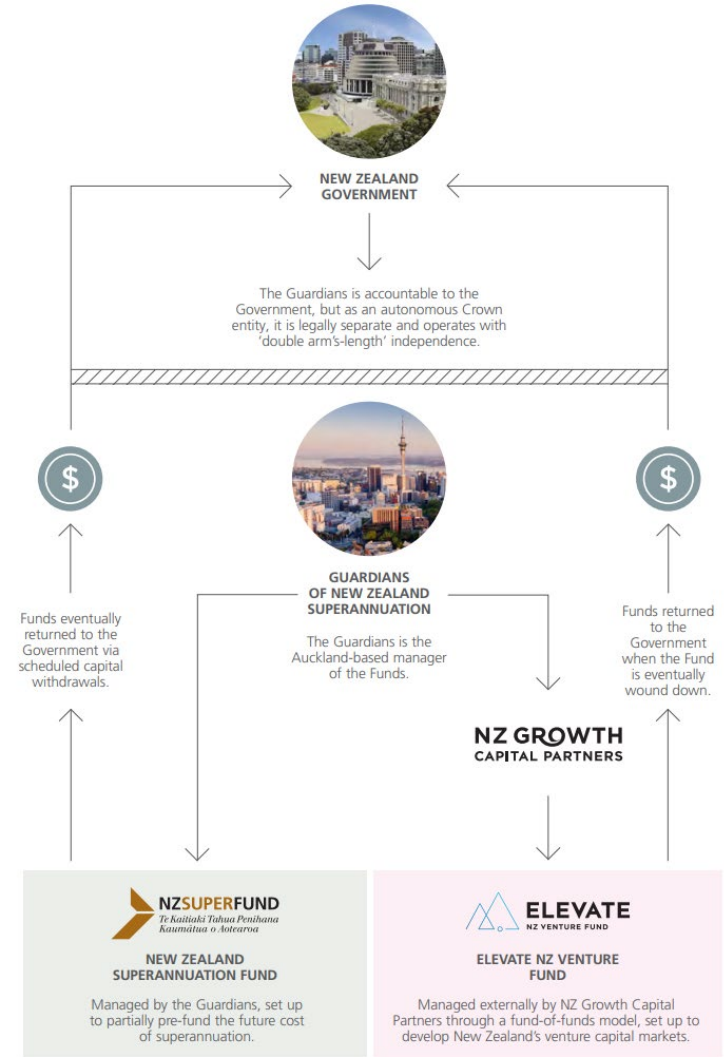 NEW ZEALAND
GOVERNMENT
The Guardians is accountable to the
Government, but as an autonomous Crown
entity, it is legally separate and operates with
‘double arm’s-length’ independence.
$
$
GUARDIANS
OF NEW ZEALAND
SUPERANNUATION
The Guardians is the
Auckland-based manager
of the Funds.
Funds eventually
returned to the
Government via
scheduled capital
withdrawals.
Funds returned
to the
Government
when the Fund
is eventually
wound down.
NZ GROWTH
CAPITAL PARTNERS
NZSUPERFUND
Te Kaitiaki Tahua Penihana
Kaumātua o Aotearoa
NEW ZEALAND
SUPERANNUATION FUND
Managed by the Guardians, set up
to partially pre-fund the future cost
of superannuation.
ELEVATE
NZ VENTURE FUND
ELEVATE NZ VENTURE
FUND
Managed externally by NZ Growth Capital
Partners through a fund-of-funds model, set up to
develop New Zealand’s venture capital markets.